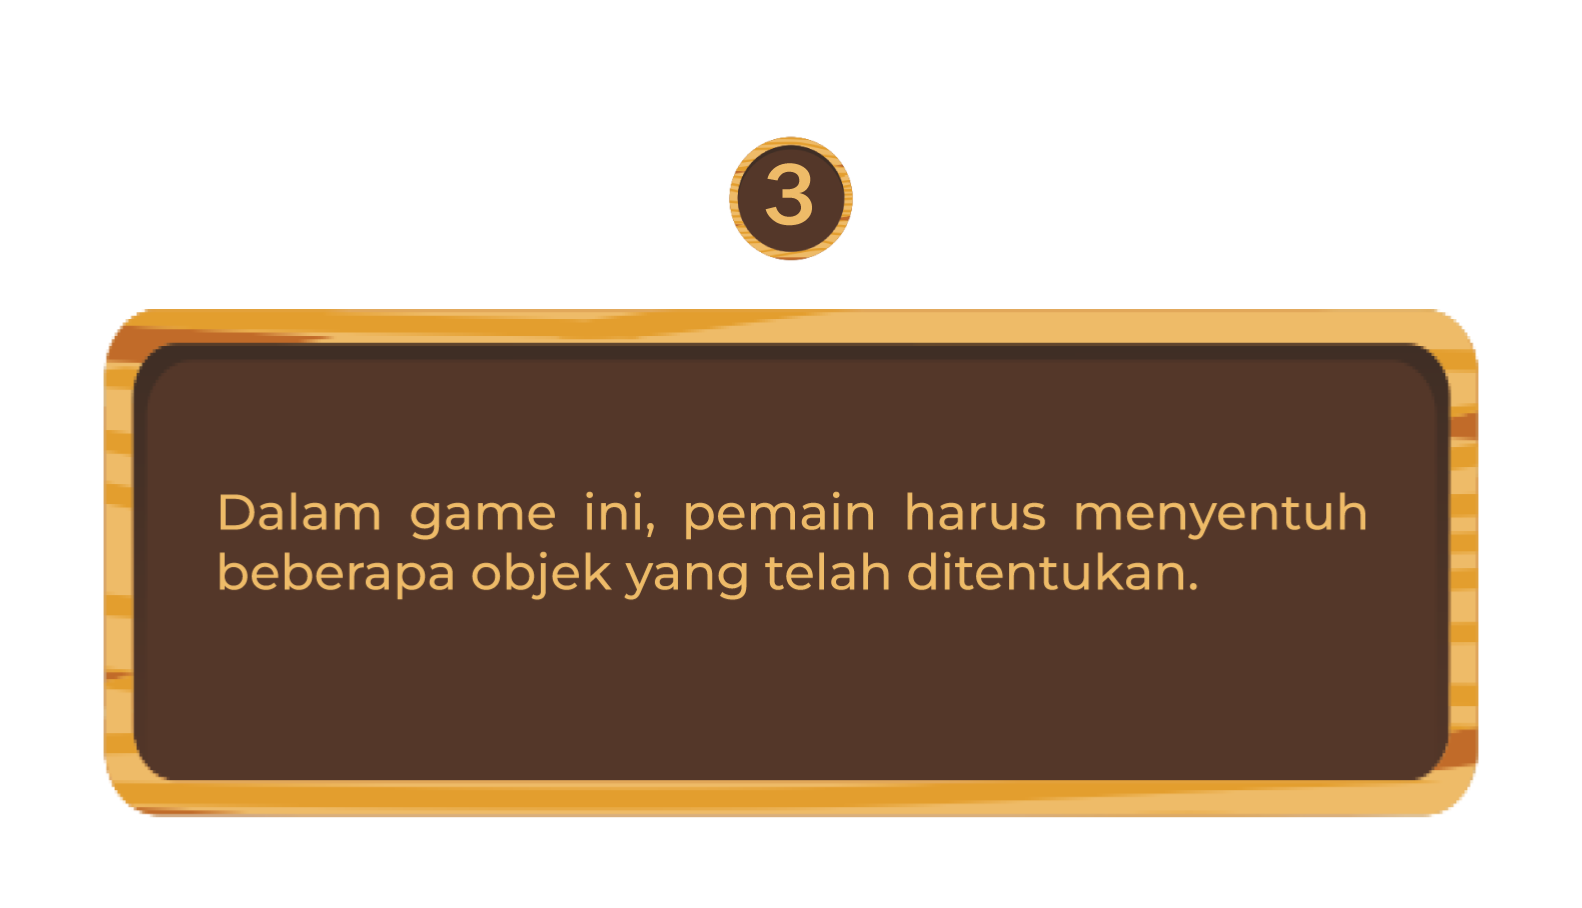 3
Dalam game ini, pemain harus menyentuh
beberapa objek yang telah ditentukan.